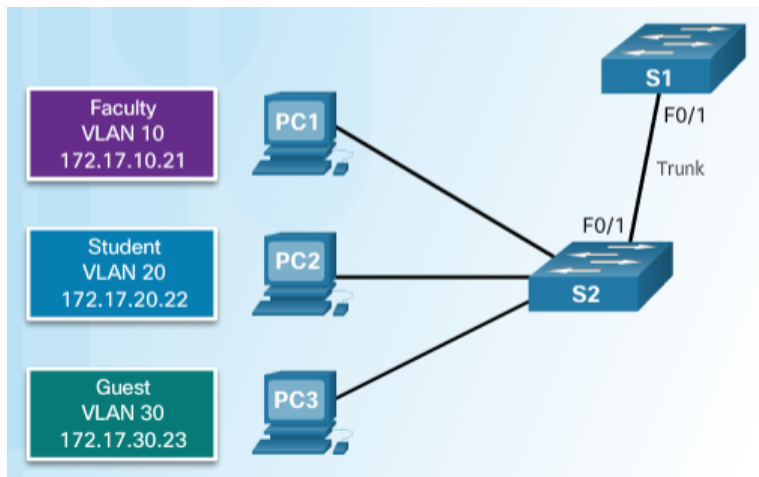 Faculty
VLAN 10
172.17.10.21
PC1
S1
F0/1
Trunk
Student
VLAN 20
172.17.20.22
PC2
F0/1
S2
Guest
VLAN 30
172.17.30.23
PC3